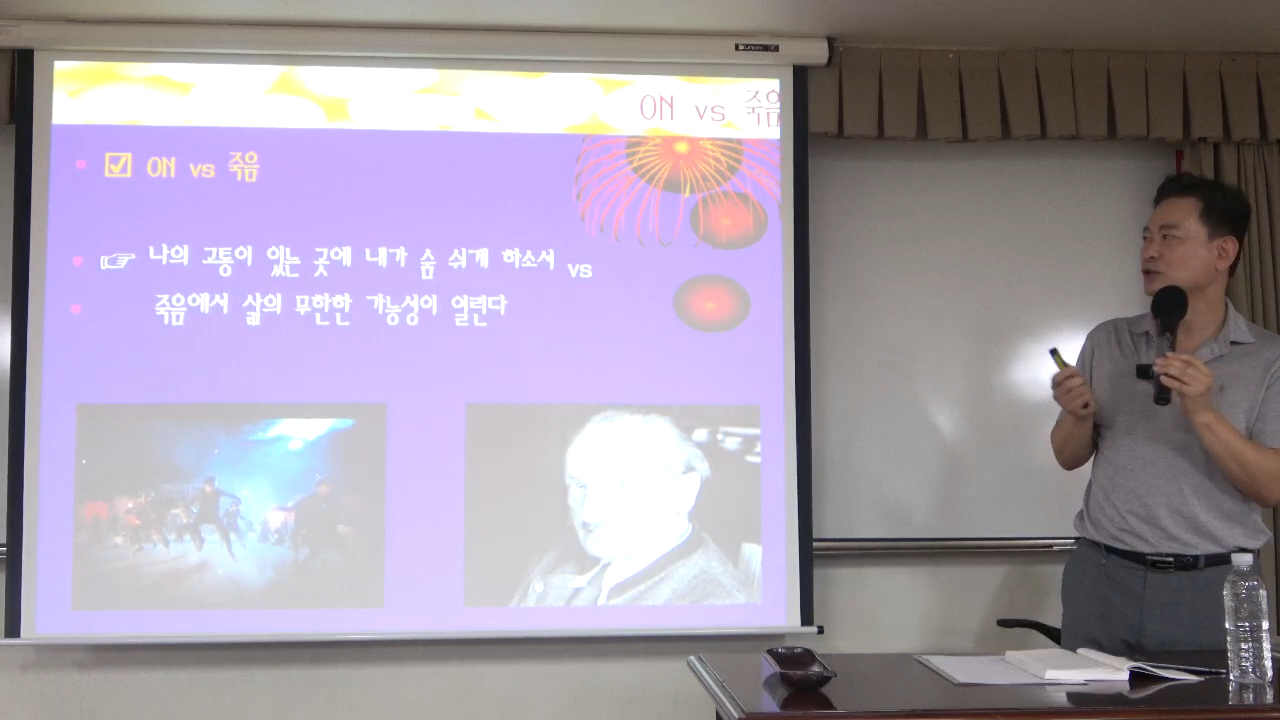 ON vs 죽음
☑ ON vs 죽음
☞ 나의 고통이 있는 곳에 내가 숨 쉬게 하소서 vs
죽음에서 삶의 무한한 가능성이 열린다